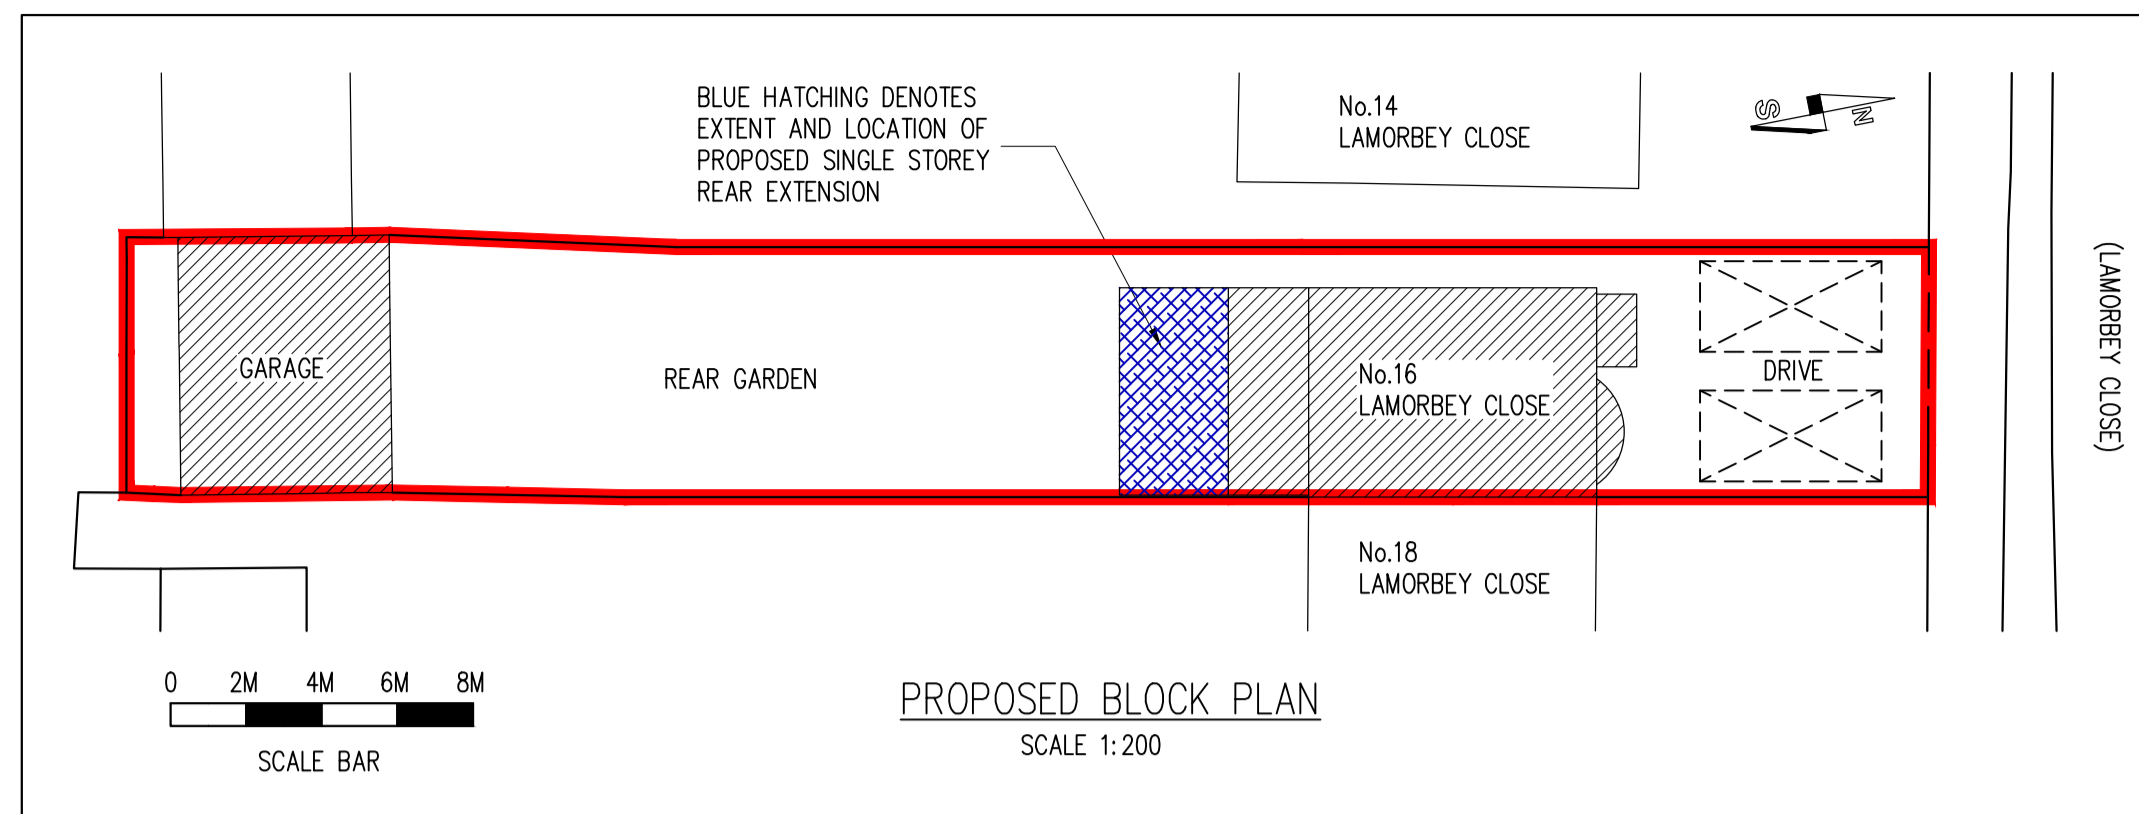 BLUE HATCHING DENOTES
EXTENT AND LOCATION OF
PROPOSED SINGLE STOREY
REAR EXTENSION
No.14
LAMORBEY CLOSE
S
N
(LAMORBEY CLOSE)
GARAGE
REAR GARDEN
No.16
LAMORBEY CLOSE
DRIVE
No.18
LAMORBEY CLOSE
0 2M 4M 6M 8M
SCALE BAR
PROPOSED BLOCK PLAN
SCALE 1:200